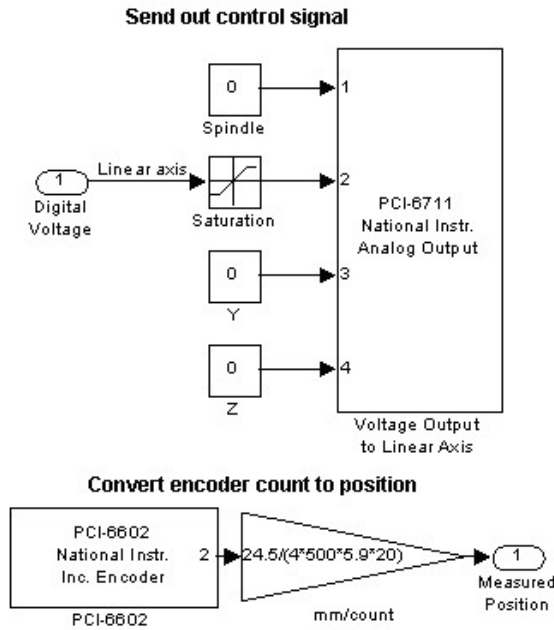 Send out control signal
0
1
Spindle
Linear axis
1
2
Digital
Voltage
Saturation
PCI-6711
National Instr.
Analog Output
0
3
Y
0
4
Z
Voltage Output
to Linear Axis
Convert encoder count to position
PCI-6602
National Instr.
Inc. Encoder
2
24.5/(4*500*5.9*20)
1
Measured
Position
PCI-6602
mm/count